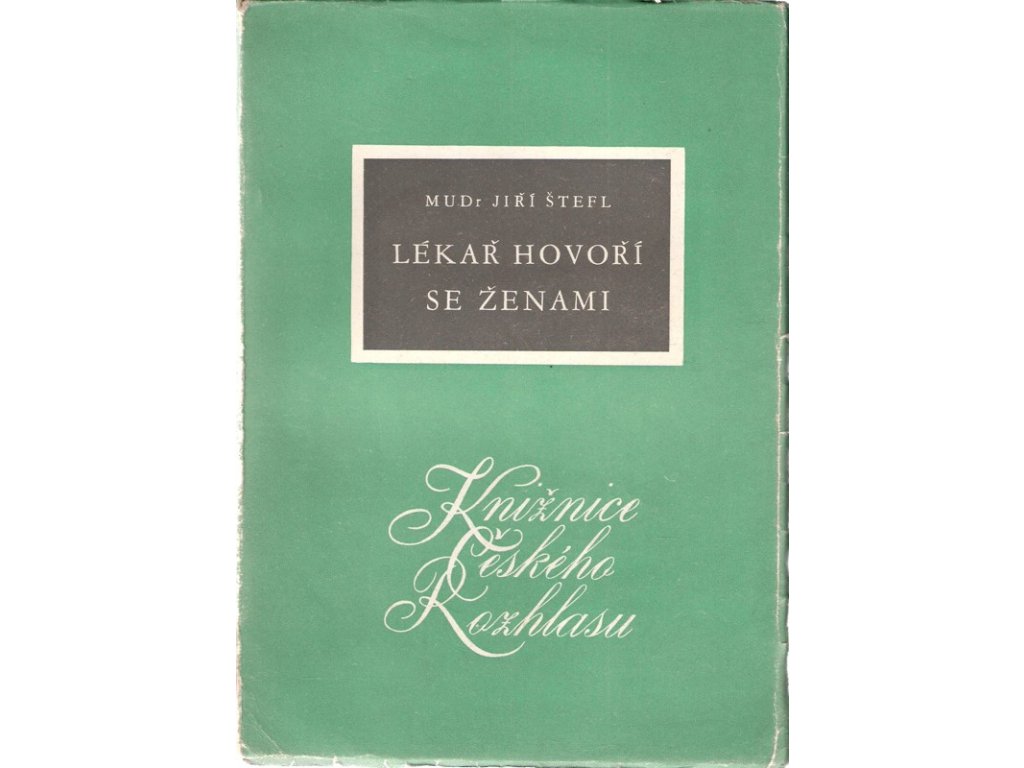 MUDr JIŘÍ ŠTEFL
LÉKAŘ HOVOŘÍ
SE ŽENAMI
Knižnice
Českého
Rozhlasu